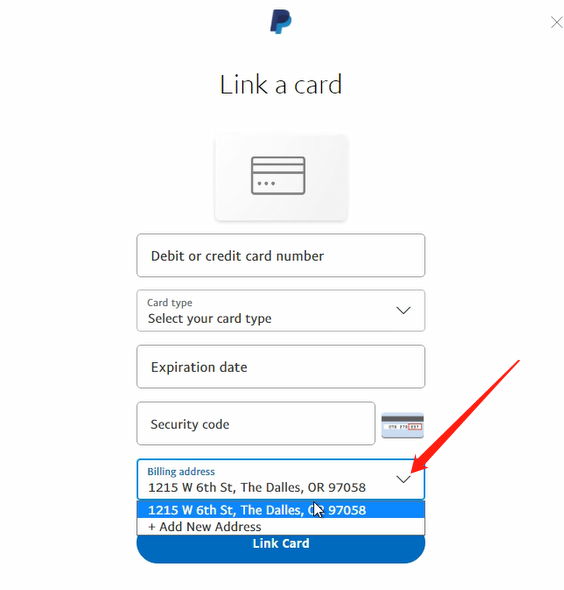 Link a card
Debit or credit card number
Card type
Select your card type
Expiration date
Security code
Billing address
1215 W 6th St, The Dalles, OR 97058
1215 W 6th St, The Dalles, OR 97058
+ Add New Address
Link Card